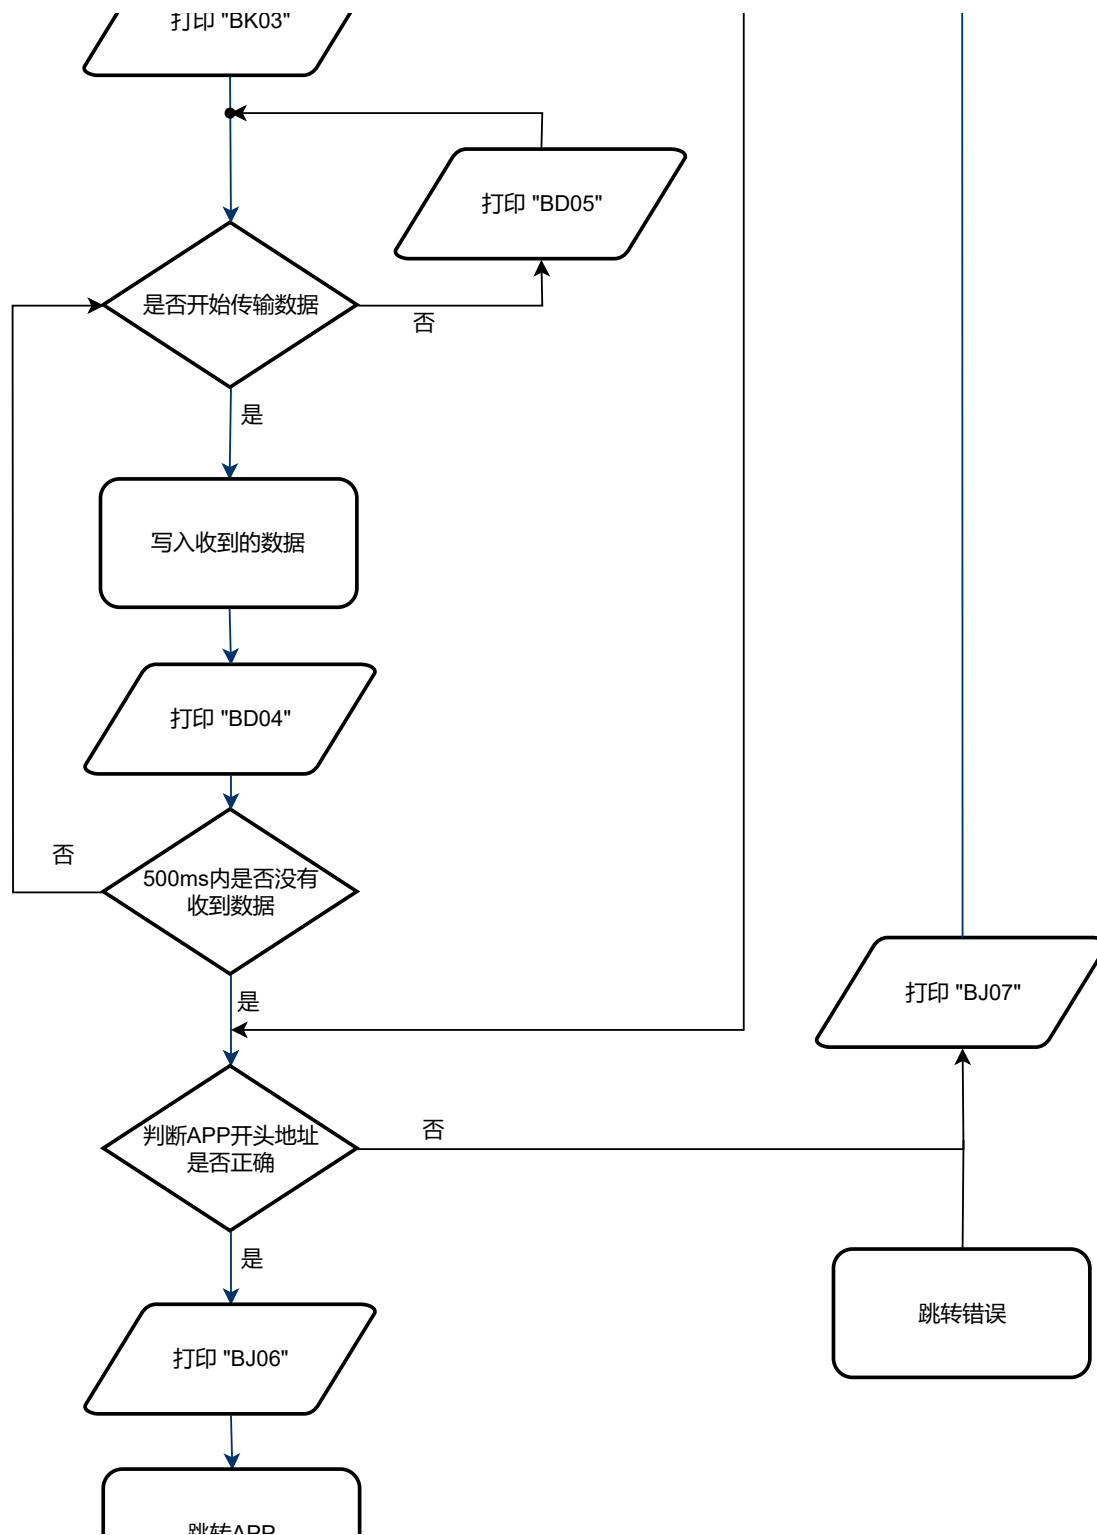 打印 "BK03"
打印 "BD05"
是否开始传输数据
否
是
写入收到的数据
打印 "BD04"
否
500ms内是否没有
收到数据
打印 "BJ07"
是
判断APP开头地址
是否正确
否
是
跳转错误
打印 "BJ06"
跳转APP